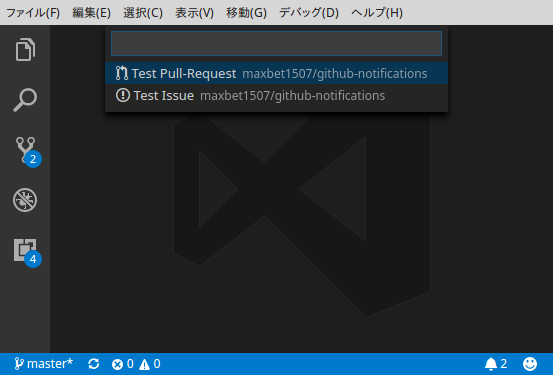 ファイル(F) 編集(E) 選択(C) 表示(V) 移動(G) デバッグ(D) ヘルプ(H)
Test Pull-Request maxbet1507/github-notifications
Test Issue maxbet1507/github-notifications
2
4
master* 0 0 2